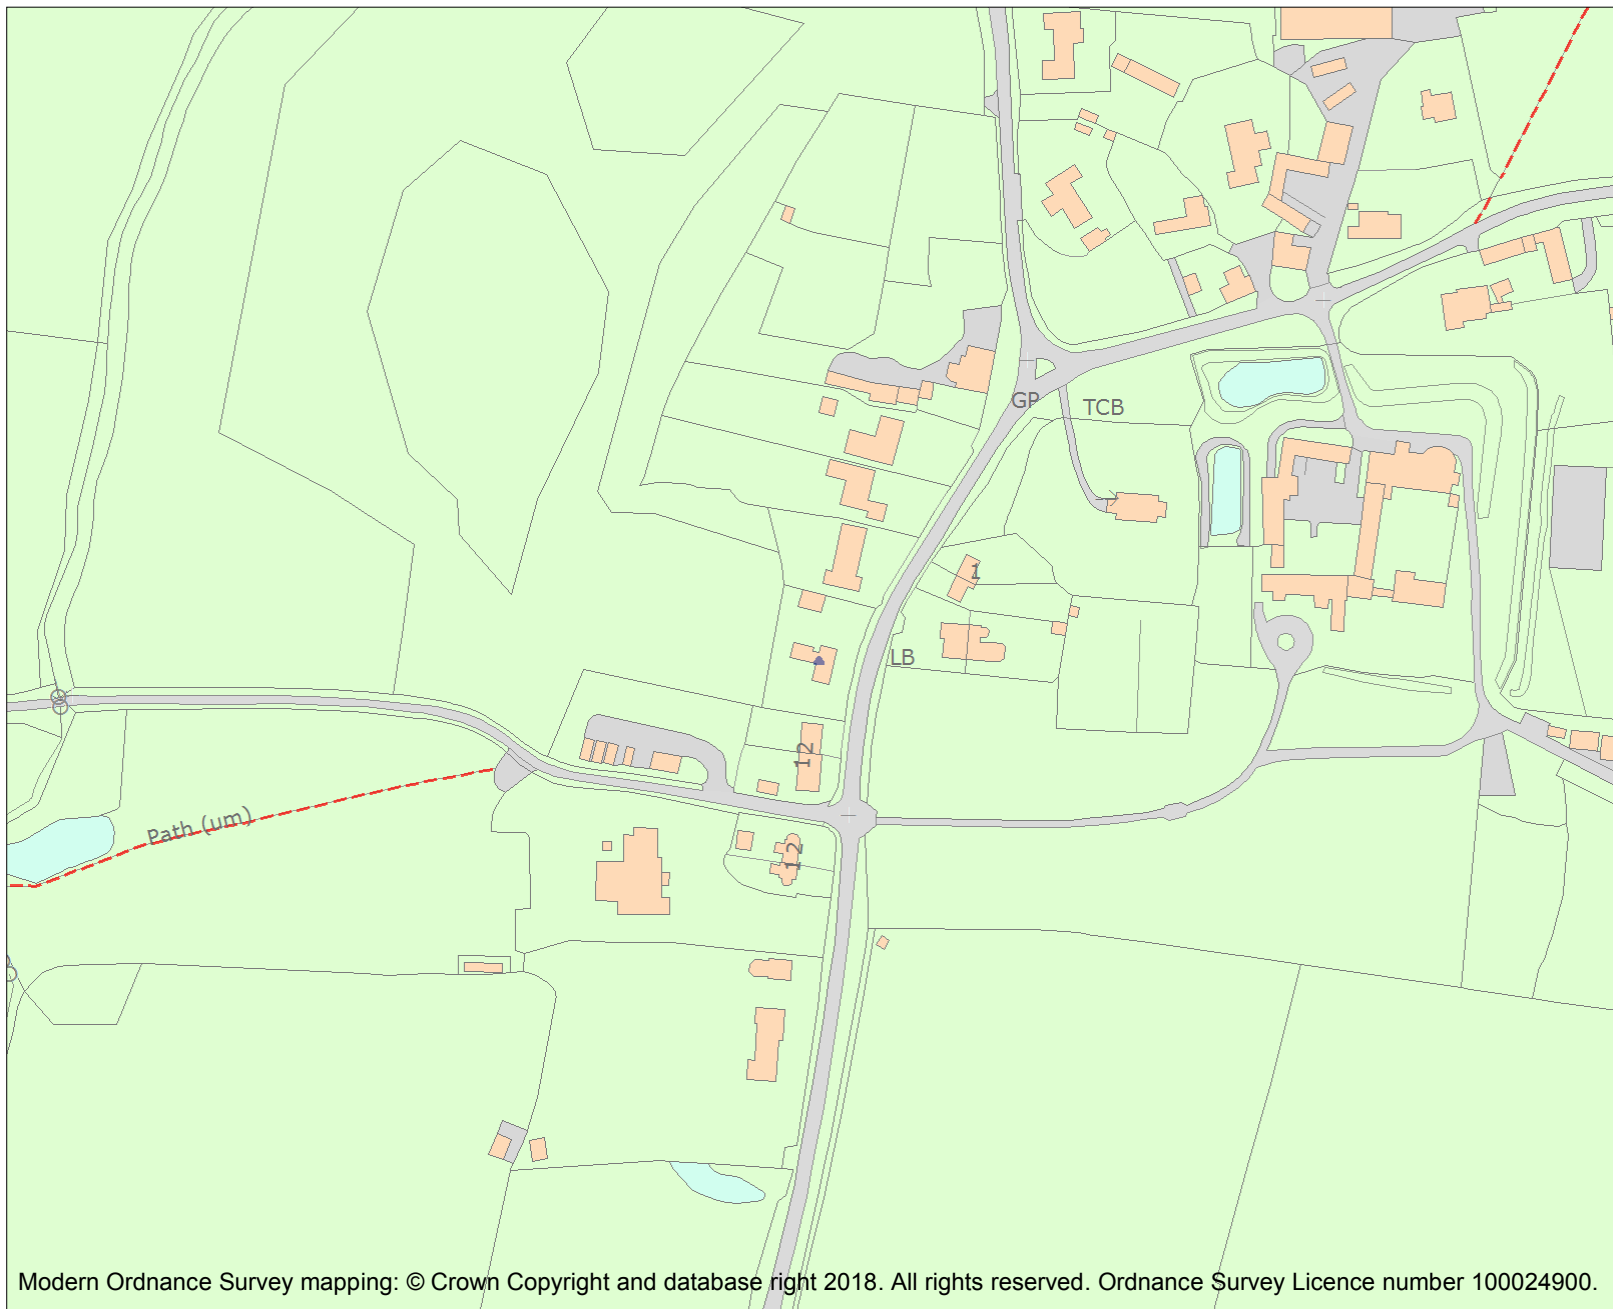 GP
TCB
1
LB
12
Path (um)
12
Modern Ordnance Survey mapping: © Crown Copyright and database right 2018. All rights reserved. Ordnance Survey Licence number 100024900.